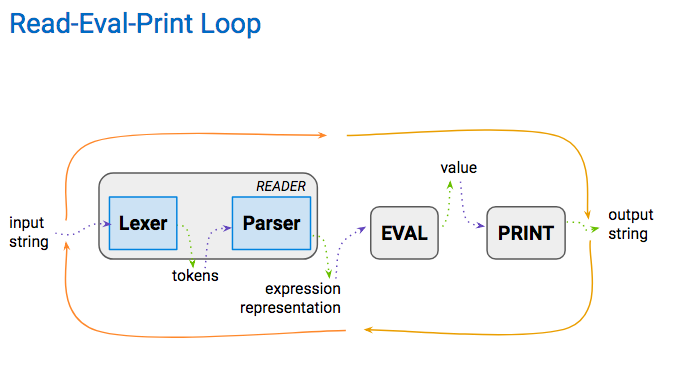 Read-Eval-Print Loop
READER
input
string
Lexer
tokens
Parser
expression
representation
EVAL
value
PRINT
output
string